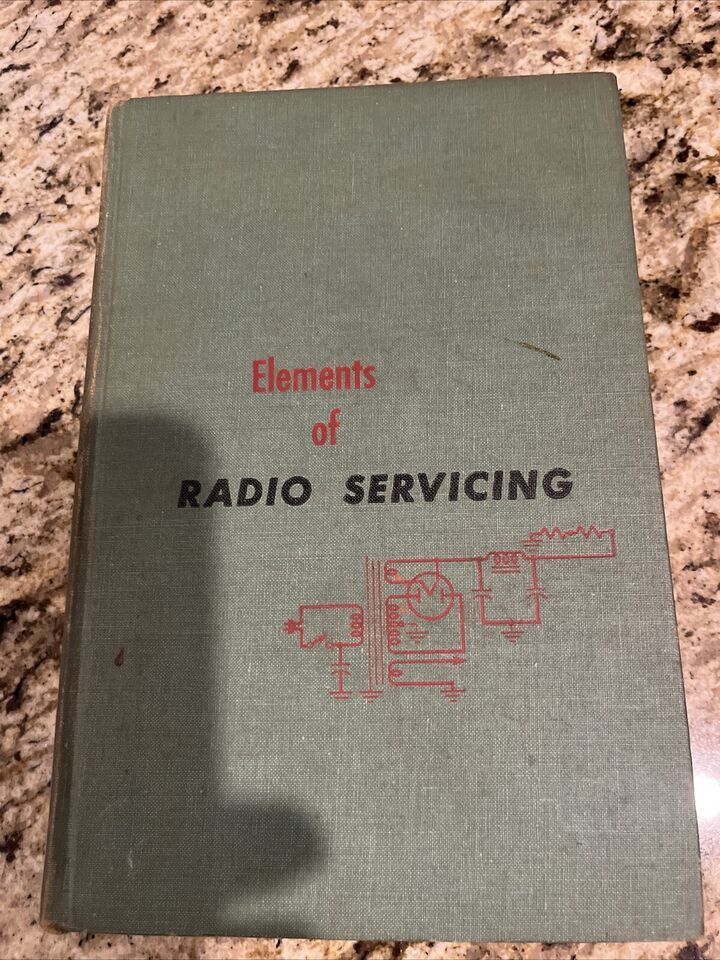 Elements
of
RADIO SERVICING